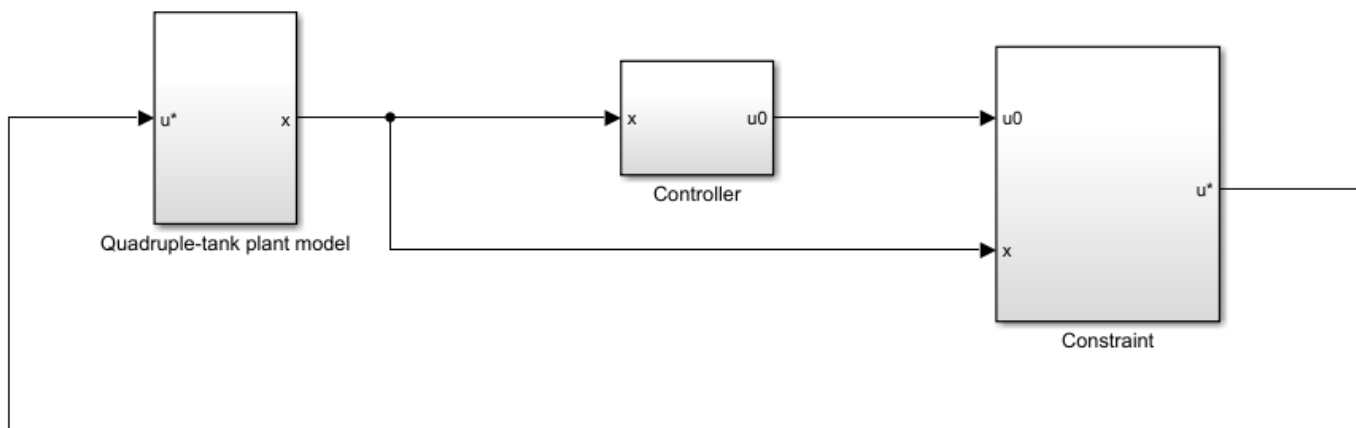 u*
x
Quadruple-tank plant model
x
u0
Controller
u0
x
u*
Constraint